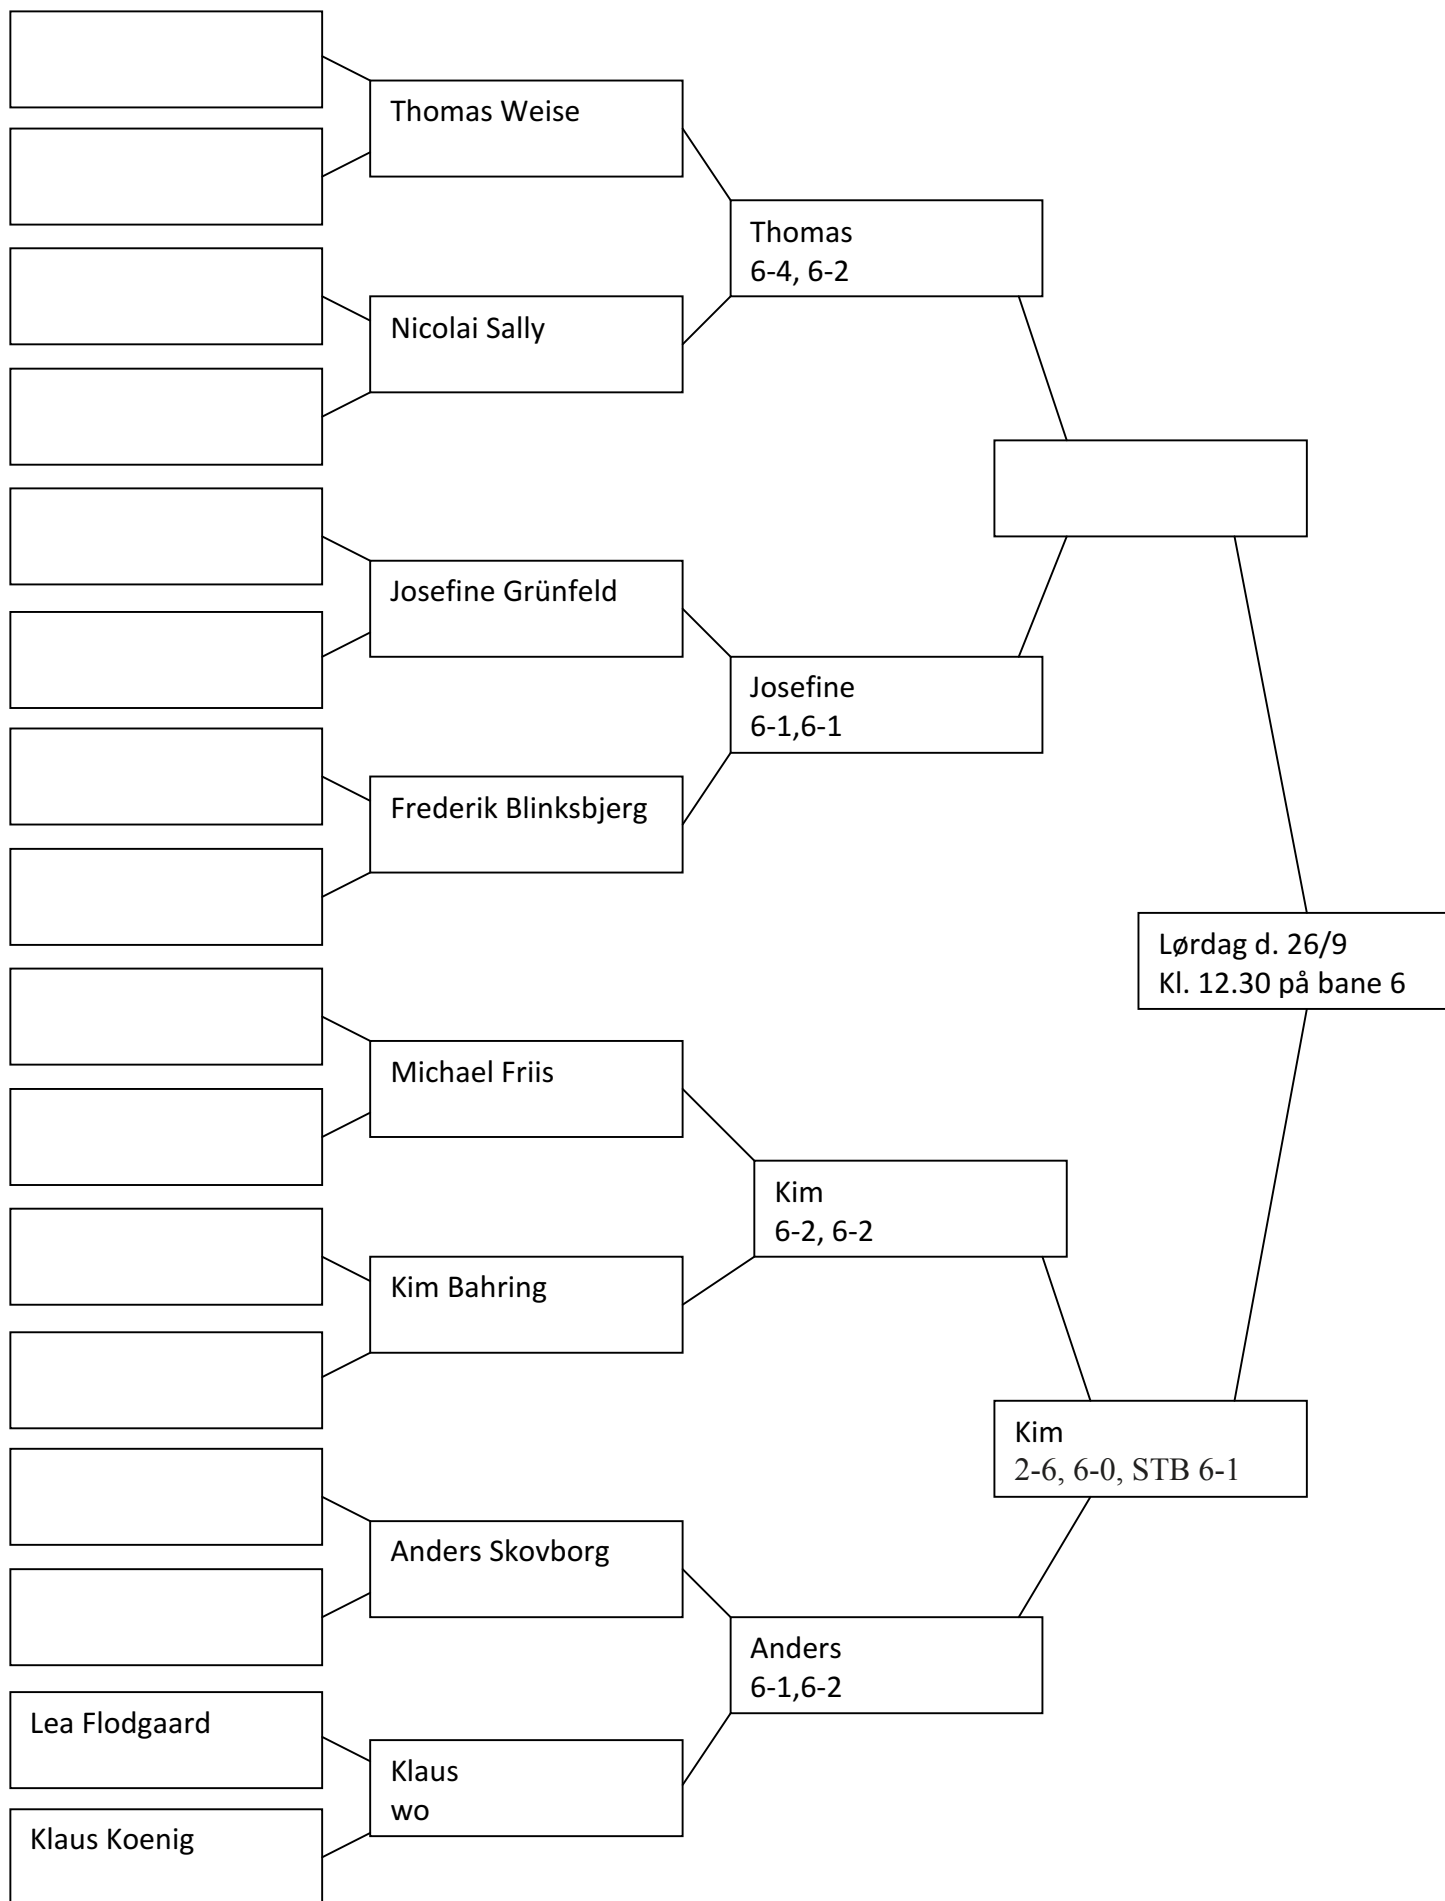 Thomas Weise
Thomas
6-4, 6-2
Nicolai Sally
Josefine Grünfeld
Josefine
6-1,6-1
Frederik Blinksbjerg
Lørdag d. 26/9
Kl. 12.30 på bane 6
Michael Friis
Kim
6-2, 6-2
Kim Bahring
Kim
2-6, 6-0, STB 6-1
Anders Skovborg
Anders
6-1,6-2
Lea Flodgaard
Klaus
wo
Klaus Koenig